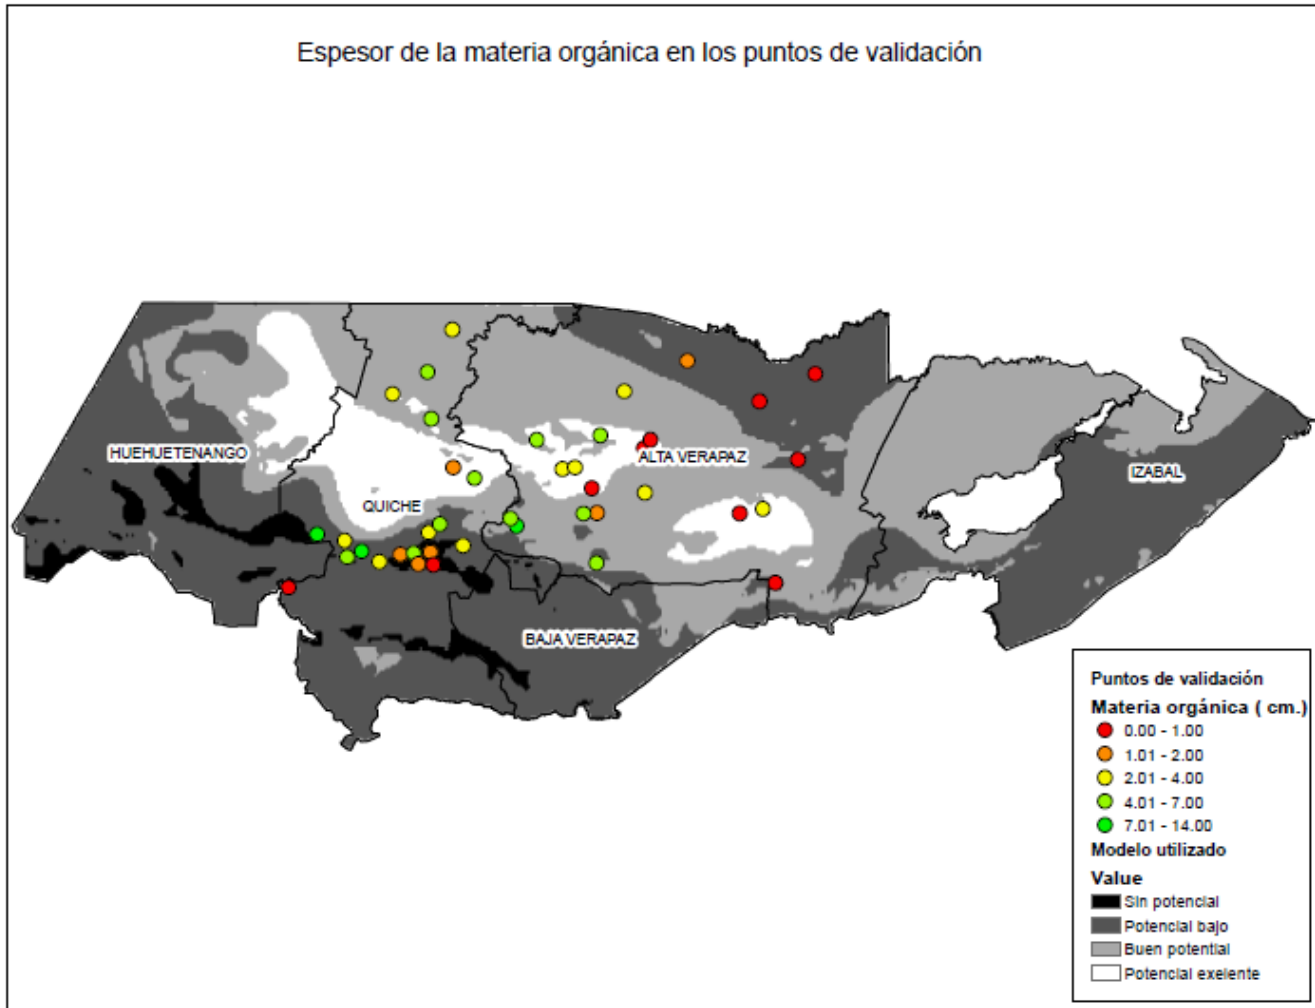 Espesor de la materia orgánica en los puntos de validación
HUEHUETENANGO
ALTA VERAPAZ
IZABAL
QUICHE
BAJA VERAPAZ
Puntos de validación
Materia orgánica ( cm.)
0.00 - 1.00
1.01 - 2.00
2.01 - 4.00
4.01 - 7.00
7.01 - 14.00
Modelo utilizado
Value
Sin potencial
Potencial bajo
Buen potential
Potencial exelente